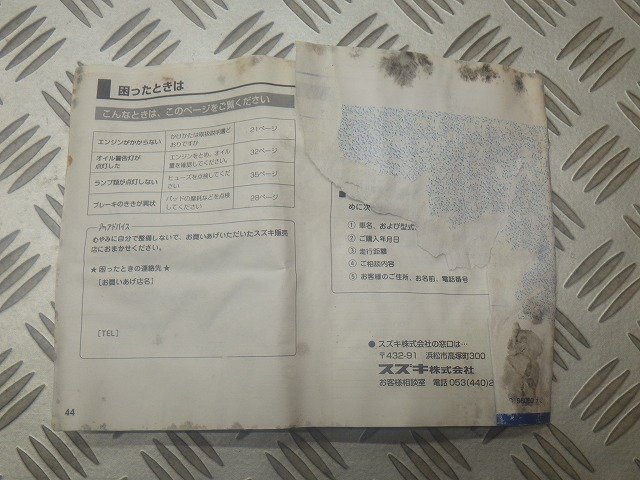 困ったときは
こんなときは、このページをご覧ください
エンジンがかからない
かけかたは取扱説明書どおりですか
21ページ
オイル警告灯が
点灯した
エンジンをとめ、オイル
量を確認してください。
32ページ
ランプ類が点灯しない
ヒューズを点検してください。
35ページ
ブレーキのききが異状
パッドの摩耗などを点検
してください
29ページ
アドバイス
むやみに自分で整備しないで、お買いあげいただいたスズキ販売
店におまかせください。
★困ったときの連絡先★
[お買いあげ店名]
[TEL]
44
めに次
① 車名、および型式、
② ご購入年月日
③ 走行距離
④ ご相談内容
⑤ お客様のご住所、お名前、電話番号
● スズキ株式会社の窓口は…
〒432-91 浜松市高塚町300
スズキ株式会社
お客様相談室 電話 053(440)2